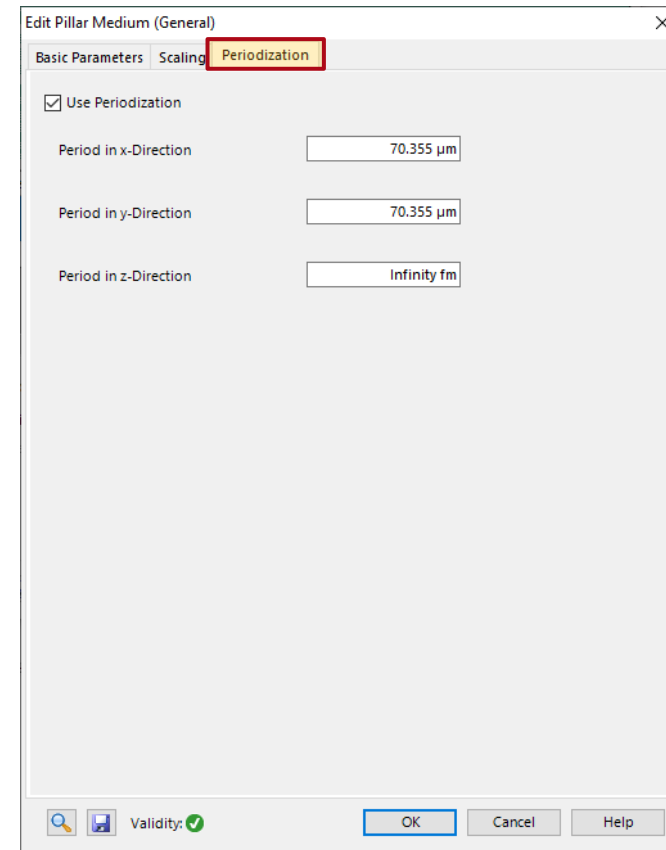 Edit Pillar Medium (General)
Basic Parameters Scaling Periodization
Use Periodization
Period in x-Direction 70.355 µm
Period in y-Direction 70.355 µm
Period in z-Direction Infinity fm
Validity: OK Cancel Help